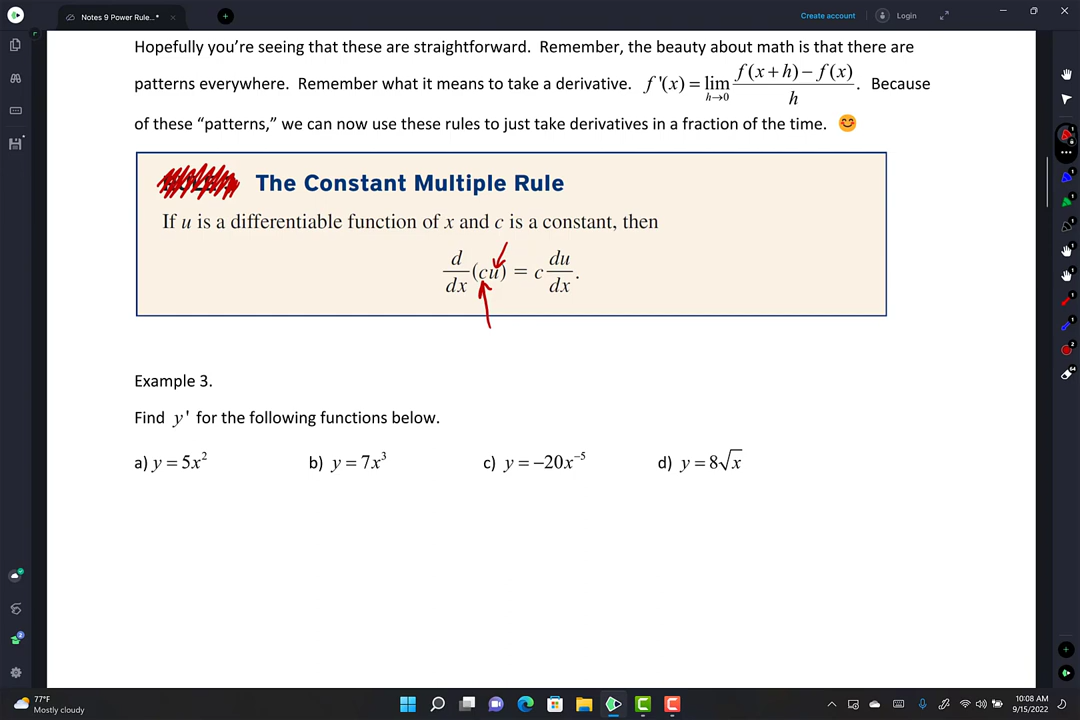 Notes 9 Power Rule...*
Create account
Login
Hopefully you're seeing that these are straightforward. Remember, the beauty about math is that there are
patterns everywhere. Remember what it means to take a derivative. f '(x) = lim h→0 (f(x + h) − f(x))/h. Because
of these “patterns,” we can now use these rules to just take derivatives in a fraction of the time. 😊
The Constant Multiple Rule
If u is a differentiable function of x and c is a constant, then
d/dx (cu) = c du/dx.
Example 3.
Find y' for the following functions below.
a) y = 5x² b) y = 7x³ c) y = −20x⁻⁵ d) y = 8√x
77°F
Mostly cloudy
10:08 AM
9/15/2022